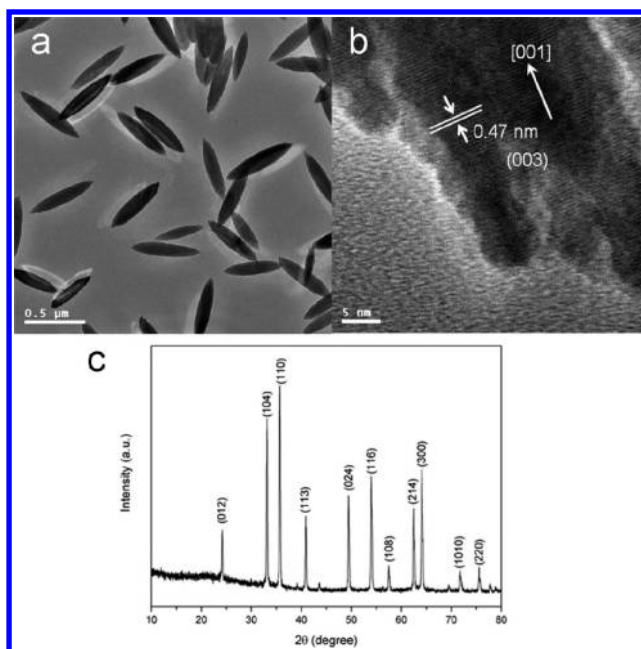 a
0.5 µm
b
[001]
0.47 nm
(003)
5 nm
c
Intensity (a.u.)
(012)
(104)
(110)
(113)
(024)
(116)
(108)
(214)
(300)
(1010)
(220)
10 20 30 40 50 60 70 80
2θ (degree)